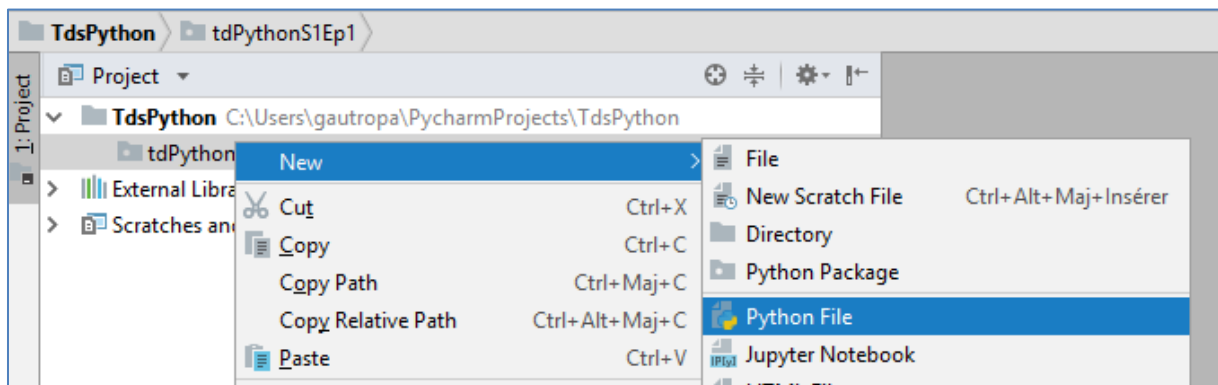 TdsPython tdPythonS1Ep1
1: Project
Project
TdsPython C:\Users\gautropa\PycharmProjects\TdsPython
tdPython
External Libra
Scratches an
New
Cut Ctrl+X
Copy Ctrl+C
Copy Path Ctrl+Maj+C
Copy Relative Path Ctrl+Alt+Maj+C
Paste Ctrl+V
File
New Scratch File Ctrl+Alt+Maj+Insérer
Directory
Python Package
Python File
Jupyter Notebook